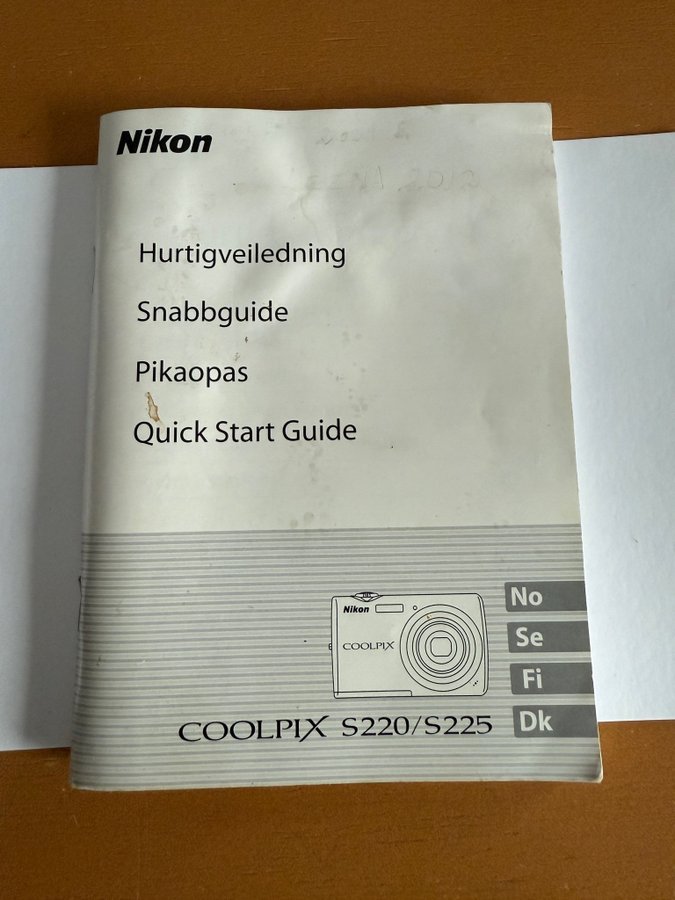 Nikon
Hurtigveiledning
Snabbguide
Pikaopas
Quick Start Guide
Nikon
COOLPIX
No
Se
Fi
Dk
COOLPIX S220/S225